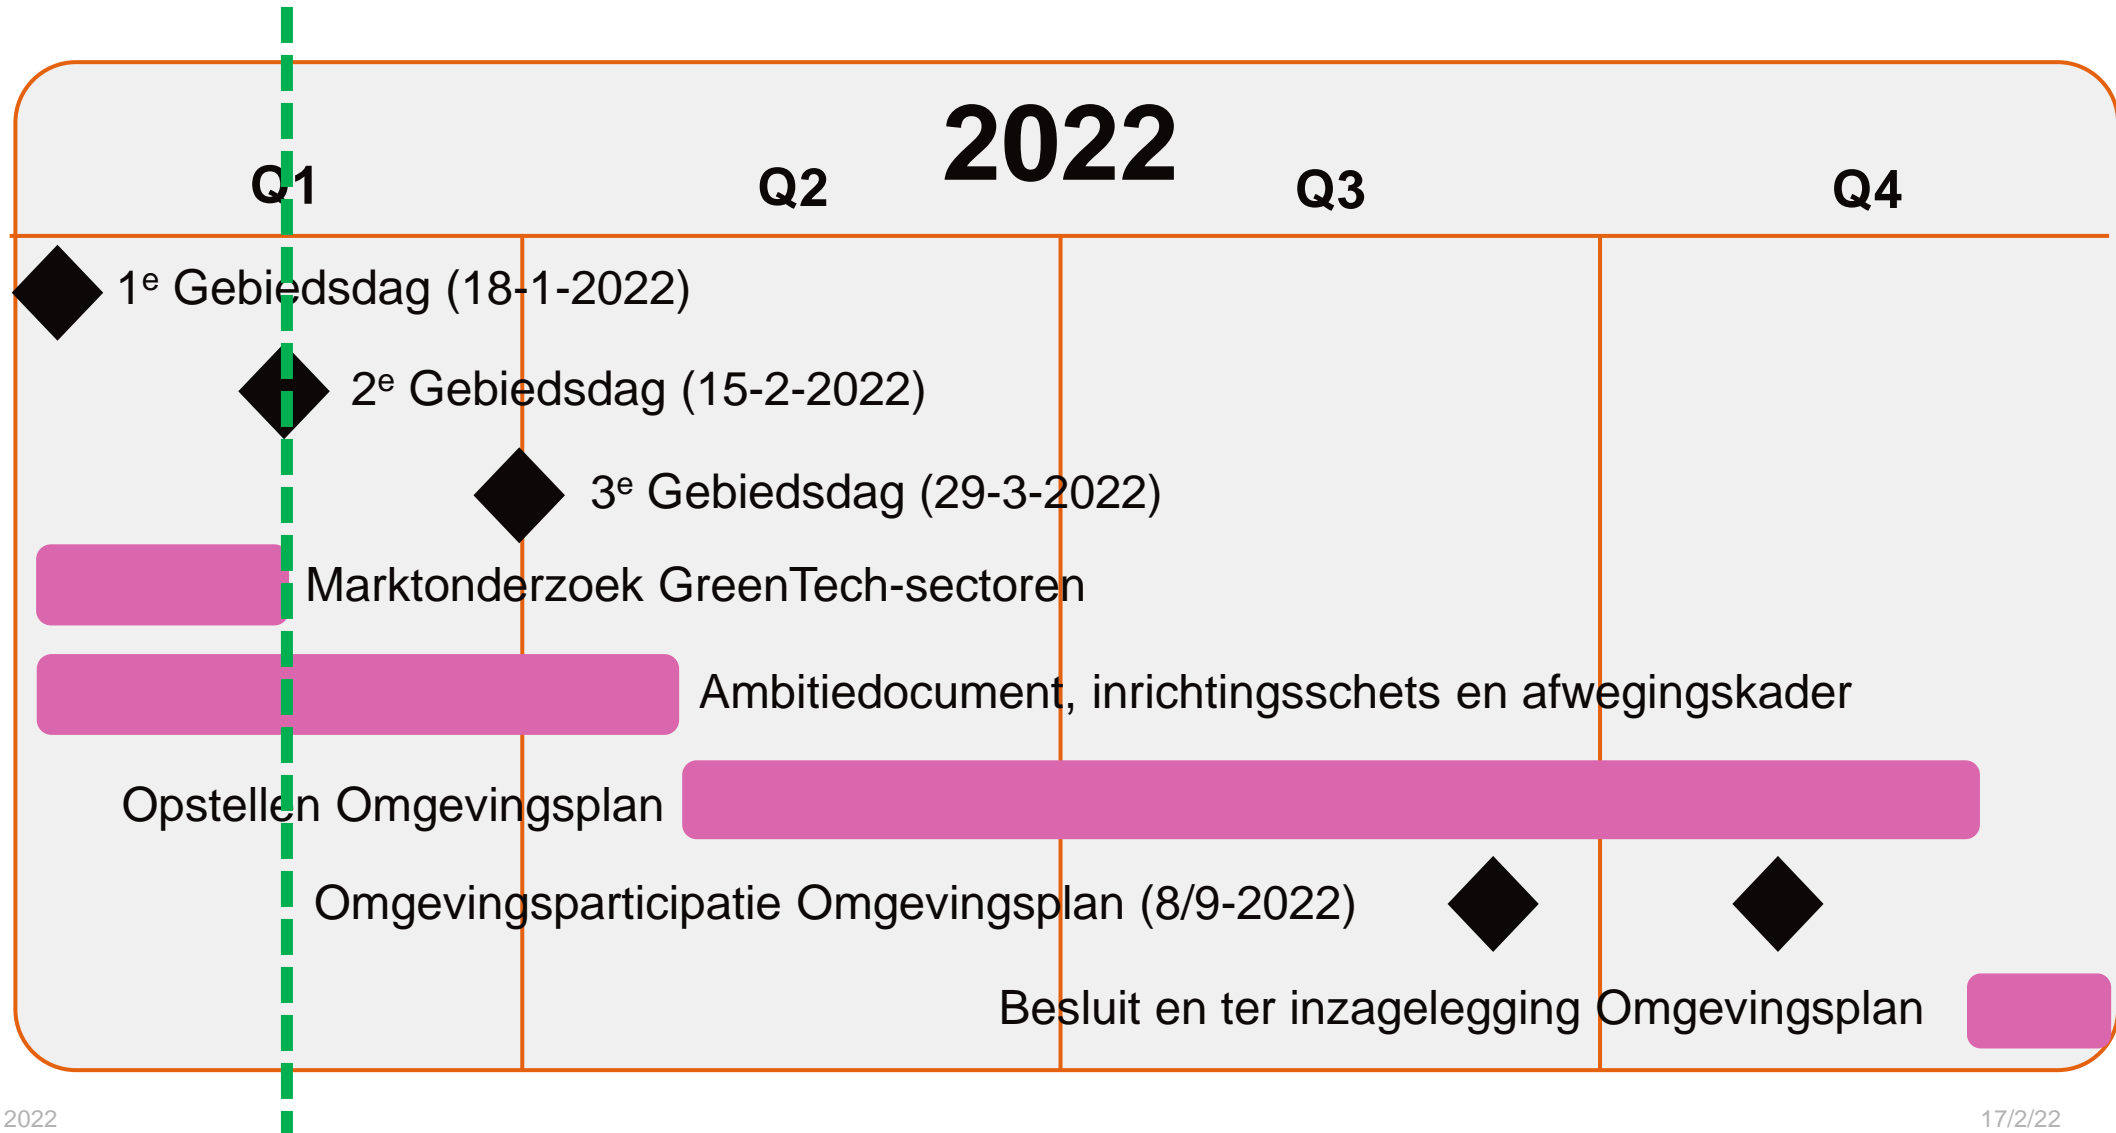 2022
Q1 Q2 Q3 Q4
1e Gebiedsdag (18-1-2022)
2e Gebiedsdag (15-2-2022)
3e Gebiedsdag (29-3-2022)
Marktonderzoek GreenTech-sectoren
Ambitiedocument, inrichtingsschets en afwegingskader
Opstellen Omgevingsplan
Omgevingsparticipatie Omgevingsplan (8/9-2022)
Besluit en ter inzagelegging Omgevingsplan
2022 17/2/22